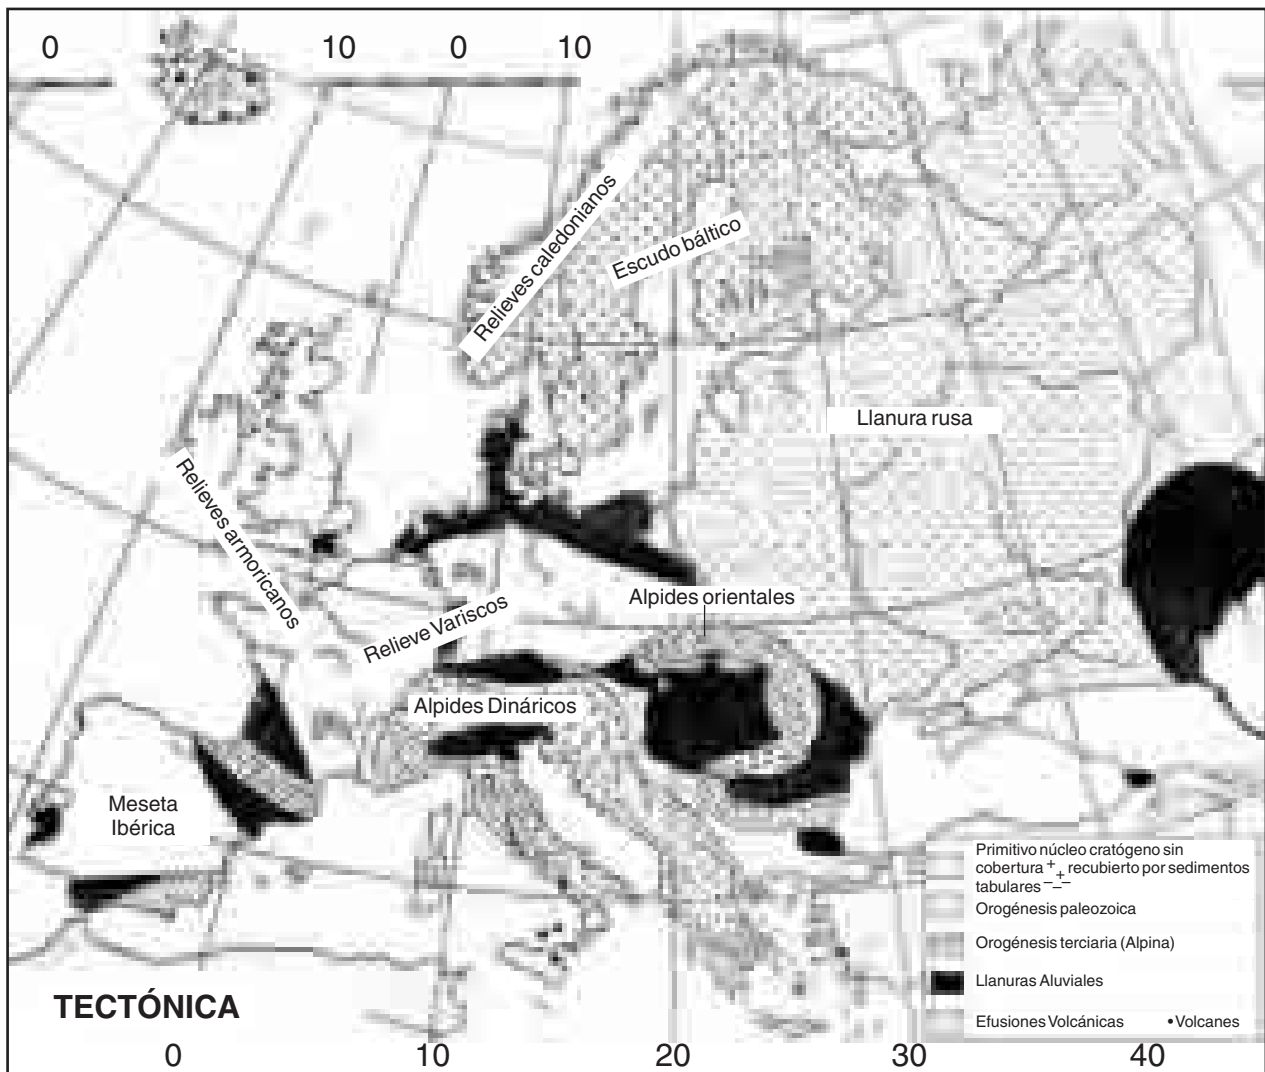 0 10 0 10
Relieves caledonianos
Escudo báltico
Llanura rusa
Relieves armoricanos
Alpides orientales
Relieve Variscos
Alpides Dináricos
Meseta
Ibérica
Primitivo núcleo cratógeno sin
cobertura + + recubierto por sedimentos
tabulares – – –
Orogénesis paleozoica
Orogénesis terciaria (Alpina)
Llanuras Aluviales
Efusiones Volcánicas • Volcanes
TECTÓNICA
0 10 20 30 40